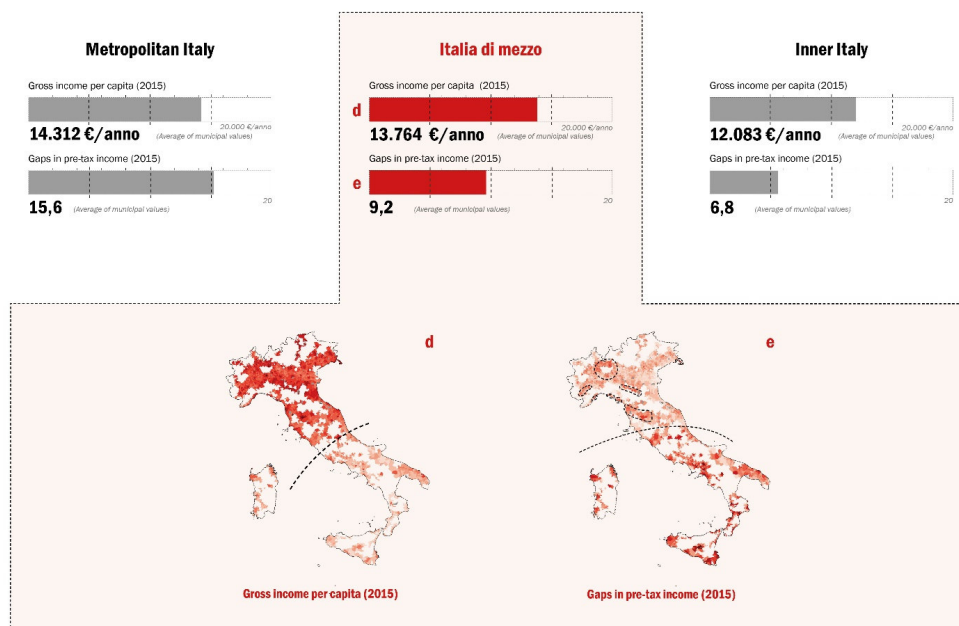 Metropolitan Italy
Gross income per capita (2015)
20.000 €/anno
14.312 €/anno
(Average of municipal values)
Gaps in pre-tax income (2015)
20
15,6
(Average of municipal values)
Italia di mezzo
Gross income per capita (2015)
d
20.000 €/anno
13.764 €/anno
(Average of municipal values)
Gaps in pre-tax income (2015)
e
20
9,2
(Average of municipal values)
Inner Italy
Gross income per capita (2015)
20.000 €/anno
12.083 €/anno
(Average of municipal values)
Gaps in pre-tax income (2015)
20
6,8
(Average of municipal values)
d
e
Gross income per capita (2015)
Gaps in pre-tax income (2015)